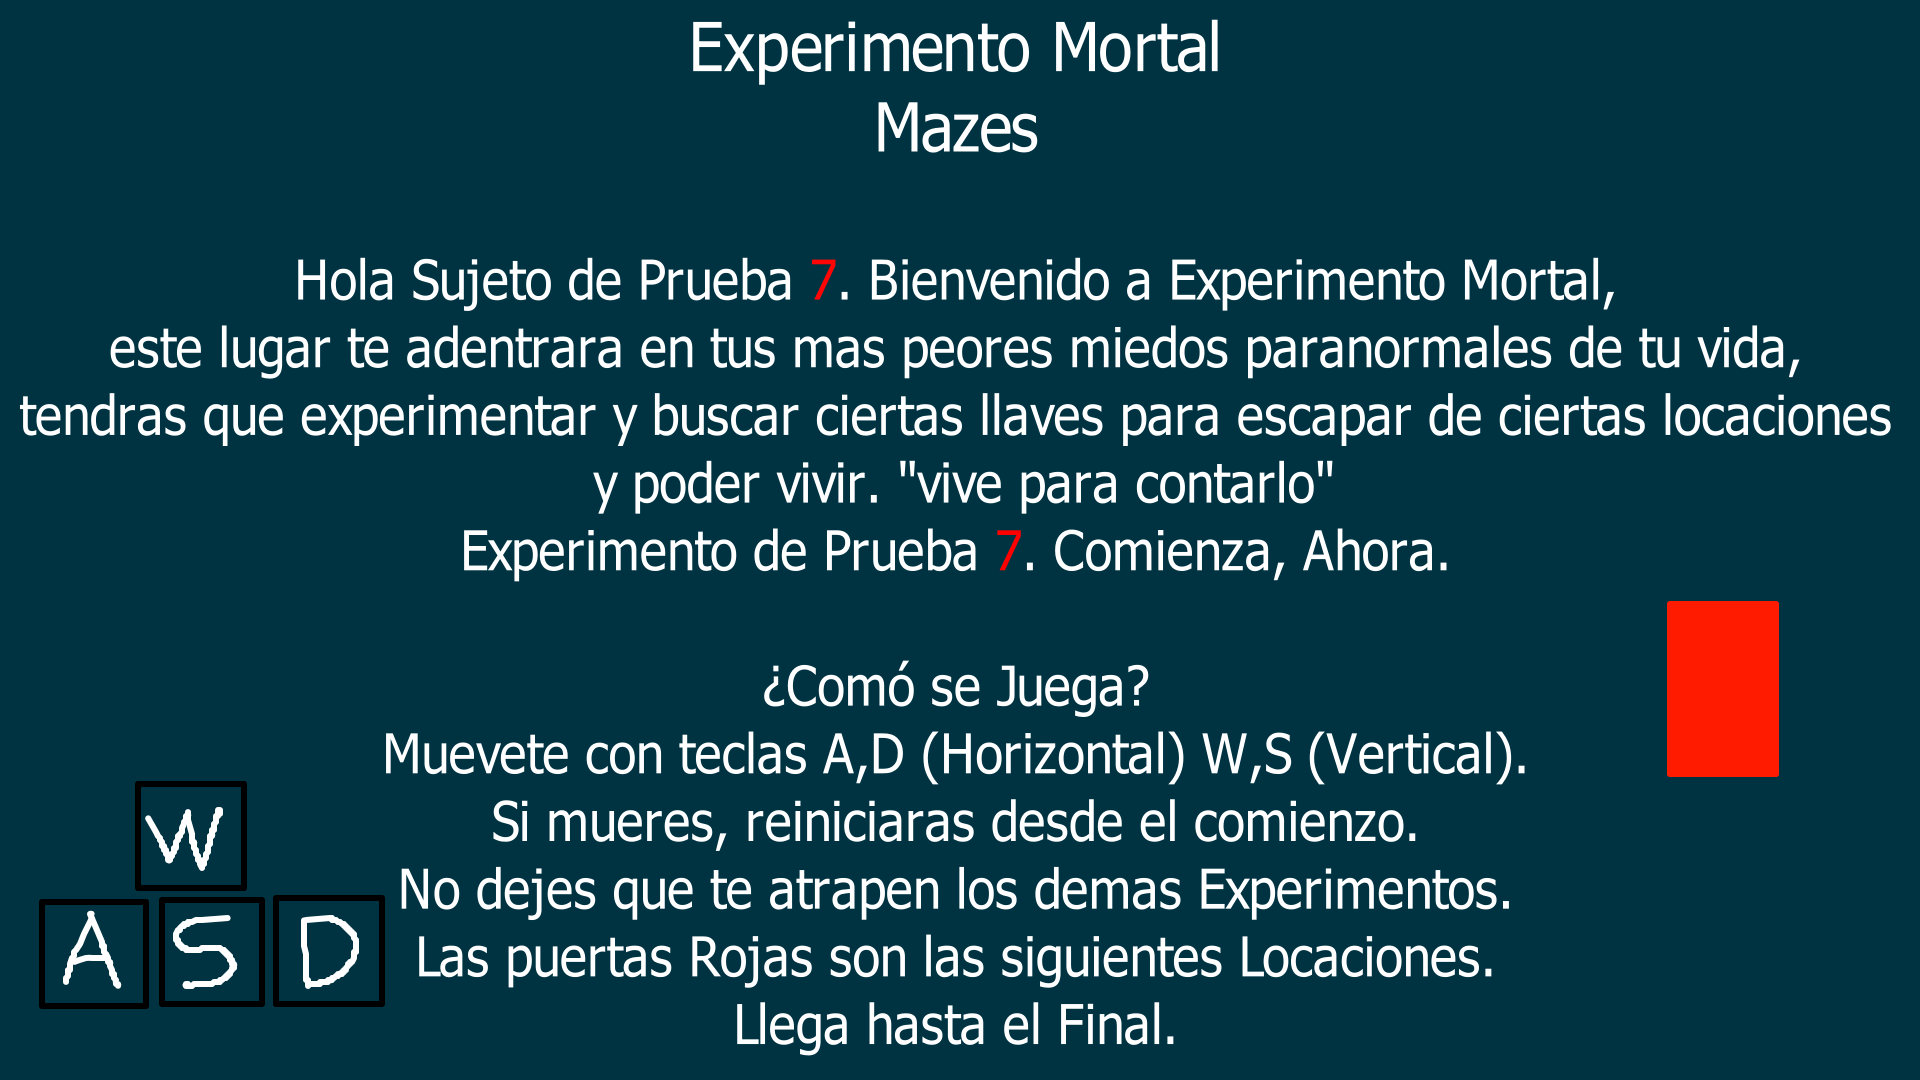 Experimento Mortal
Mazes
Hola Sujeto de Prueba 7. Bienvenido a Experimento Mortal,
este lugar te adentrara en tus mas peores miedos paranormales de tu vida,
tendras que experimentar y buscar ciertas llaves para escapar de ciertas locaciones
y poder vivir. "vive para contarlo"
Experimento de Prueba 7. Comienza, Ahora.
¿Comó se Juega?
Muevete con teclas A,D (Horizontal) W,S (Vertical).
Si mueres, reiniciaras desde el comienzo.
No dejes que te atrapen los demas Experimentos.
Las puertas Rojas son las siguientes Locaciones.
Llega hasta el Final.
W
A S D